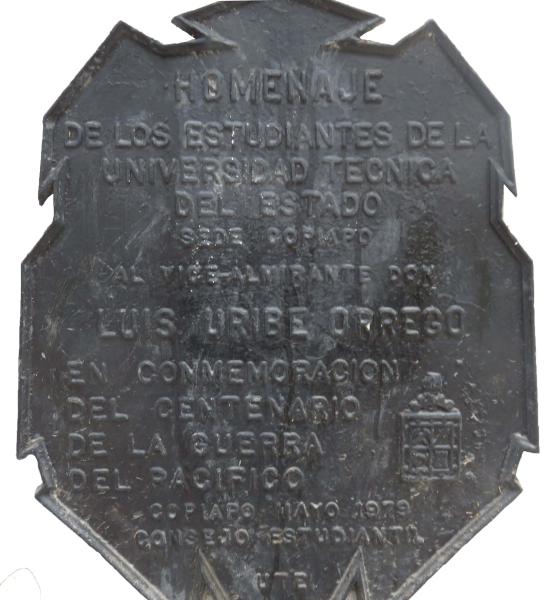 HOMENAJE
DE LOS ESTUDIANTES DE LA
UNIVERSIDAD TECNICA
DEL ESTADO
SEDE COPIAPO
AL VICE-ALMIRANTE DON
LUIS URIBE ORREGO
EN CONMEMORACION
DEL CENTENARIO
DE LA GUERRA
DEL PACIFICO
COPIAPO, MAYO 1979
CONSEJO ESTUDIANTIL
UTE